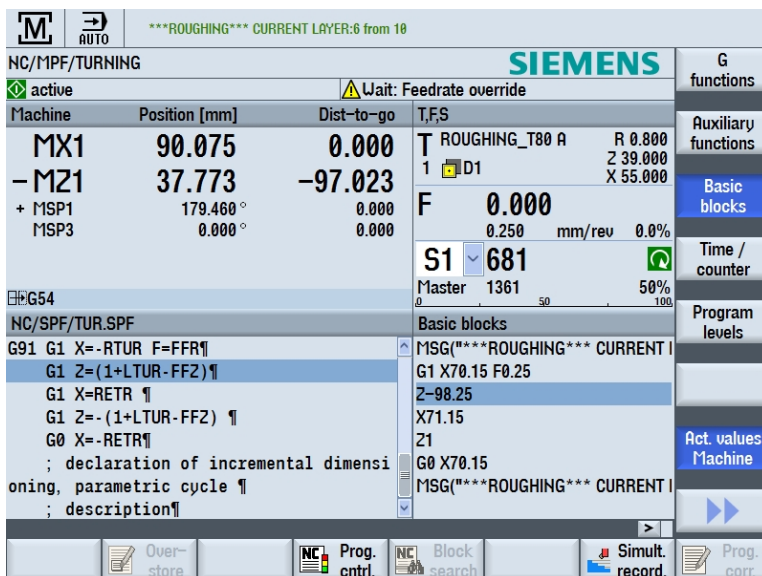 M
AUTO
***ROUGHING*** CURRENT LAYER:6 from 10
NC/MPF/TURNING
SIEMENS
active
Wait: Feedrate override
Machine Position [mm] Dist-to-go
MX1 90.075 0.000
– MZ1 37.773 –97.023
+ MSP1 179.460 ° 0.000
MSP3 0.000 ° 0.000
G54
T,F,S
T ROUGHING_T80 A R 0.800
1 D1 Z 39.000
X 55.000
F 0.000
0.250 mm/rev 0.0%
S1 681
Master 1361 50%
0 50 100
NC/SPF/TUR.SPF
G91 G1 X=-RTUR F=FFR¶
G1 Z=(1+LTUR-FFZ)¶
G1 X=RETR ¶
G1 Z=-(1+LTUR-FFZ) ¶
G0 X=-RETR¶
; declaration of incremental dimensi
oning, parametric cycle ¶
; description¶
Basic blocks
MSG("***ROUGHING*** CURRENT
G1 X70.15 F0.25
Z-98.25
X71.15
Z1
G0 X70.15
MSG("***ROUGHING*** CURRENT
>
G
functions
Auxiliary
functions
Basic
blocks
Time /
counter
Program
levels
Act. values
Machine
Over-
store
NC Prog.
cntrl.
NC Block
search
Simult.
record.
Prog.
corr.